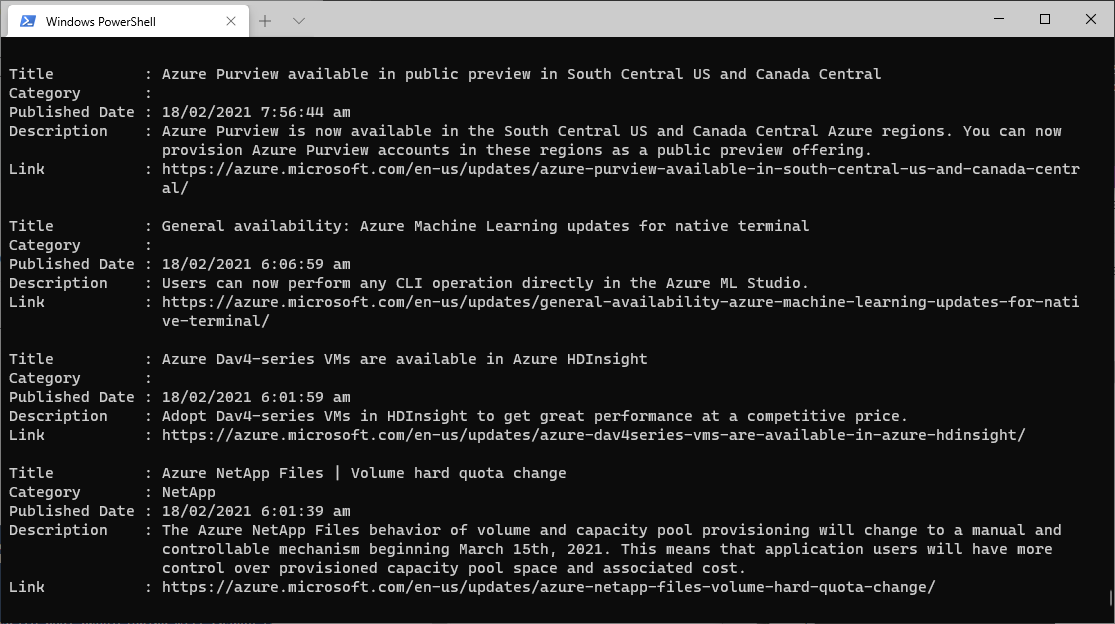 Windows PowerShell
Title          : Azure Purview available in public preview in South Central US and Canada Central
Category       :
Published Date : 18/02/2021 7:56:44 am
Description    : Azure Purview is now available in the South Central US and Canada Central Azure regions. You can now
                 provision Azure Purview accounts in these regions as a public preview offering.
Link           : https://azure.microsoft.com/en-us/updates/azure-purview-available-in-south-central-us-and-canada-centr
                 al/
Title          : General availability: Azure Machine Learning updates for native terminal
Category       :
Published Date : 18/02/2021 6:06:59 am
Description    : Users can now perform any CLI operation directly in the Azure ML Studio.
Link           : https://azure.microsoft.com/en-us/updates/general-availability-azure-machine-learning-updates-for-nati
                 ve-terminal/
Title          : Azure Dav4-series VMs are available in Azure HDInsight
Category       :
Published Date : 18/02/2021 6:01:59 am
Description    : Adopt Dav4-series VMs in HDInsight to get great performance at a competitive price.
Link           : https://azure.microsoft.com/en-us/updates/azure-dav4series-vms-are-available-in-azure-hdinsight/
Title          : Azure NetApp Files | Volume hard quota change
Category       : NetApp
Published Date : 18/02/2021 6:01:39 am
Description    : The Azure NetApp Files behavior of volume and capacity pool provisioning will change to a manual and
                 controllable mechanism beginning March 15th, 2021. This means that application users will have more
                 control over provisioned capacity pool space and associated cost.
Link           : https://azure.microsoft.com/en-us/updates/azure-netapp-files-volume-hard-quota-change/